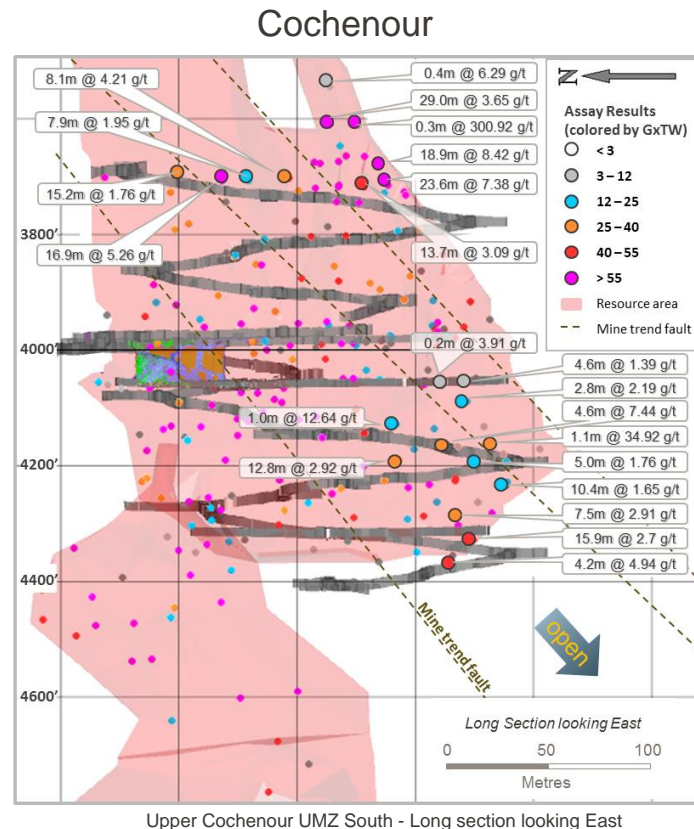 Cochenour
8.1m @ 4.21 g/t
7.9m @ 1.95 g/t
15.2m @ 1.76 g/t
16.9m @ 5.26 g/t
0.4m @ 6.29 g/t
29.0m @ 3.65 g/t
0.3m @ 300.92 g/t
18.9m @ 8.42 g/t
23.6m @ 7.38 g/t
13.7m @ 3.09 g/t
N
Assay Results
(colored by GxTW)
< 3
3 – 12
12 – 25
25 – 40
40 – 55
> 55
Resource area
Mine trend fault
3800'
4000'
4200'
4400'
4600'
0.2m @ 3.91 g/t
4.6m @ 1.39 g/t
2.8m @ 2.19 g/t
4.6m @ 7.44 g/t
1.0m @ 12.64 g/t
1.1m @ 34.92 g/t
12.8m @ 2.92 g/t
5.0m @ 1.76 g/t
10.4m @ 1.65 g/t
7.5m @ 2.91 g/t
15.9m @ 2.7 g/t
4.2m @ 4.94 g/t
Mine trend fault
open
Long Section looking East
0 50 100
Metres
Upper Cochenour UMZ South - Long section looking East